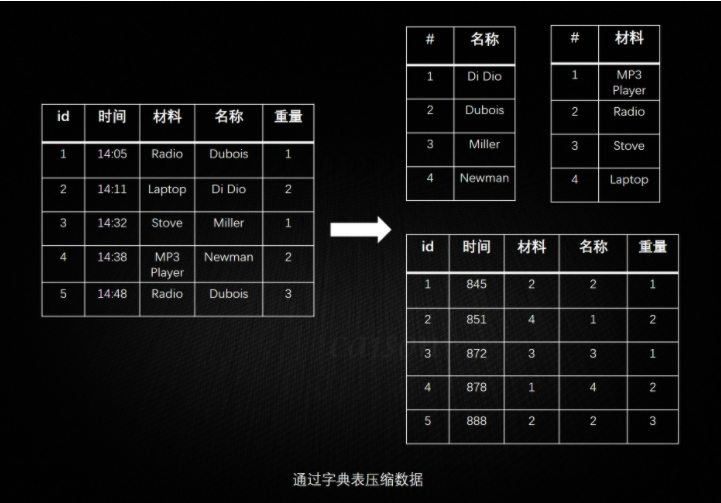 id 时间 材料 名称 重量
1 14:05 Radio Dubois 1
2 14:11 Laptop Di Dio 2
3 14:32 Stove Miller 1
4 14:38 MP3 Player Newman 2
5 14:48 Radio Dubois 3
# 名称
1 Di Dio
2 Dubois
3 Miller
4 Newman
# 材料
1 MP3 Player
2 Radio
3 Stove
4 Laptop
id 时间 材料 名称 重量
1 845 2 2 1
2 851 4 1 2
3 872 3 3 1
4 878 1 4 2
5 888 2 2 3
通过字典表压缩数据